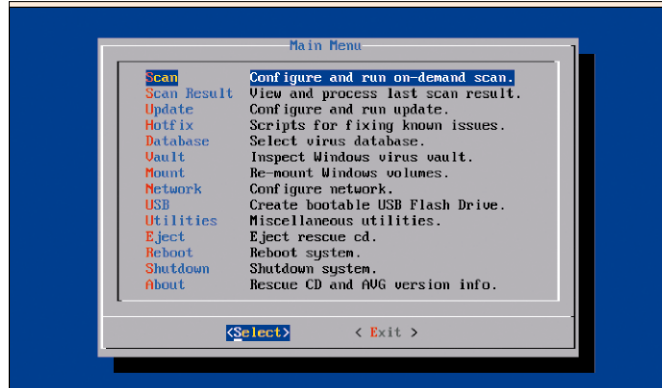 Main Menu
Scan Configure and run on-demand scan.
Scan Result View and process last scan result.
Update Configure and run update.
Hotfix Scripts for fixing known issues.
Database Select virus database.
Vault Inspect Windows virus vault.
Mount Re-mount Windows volumes.
Network Configure network.
USB Create bootable USB Flash Drive.
Utilities Miscellaneous utilities.
Eject Eject rescue cd.
Reboot Reboot system.
Shutdown Shutdown system.
About Rescue CD and AVG version info.
<Select> < Exit >